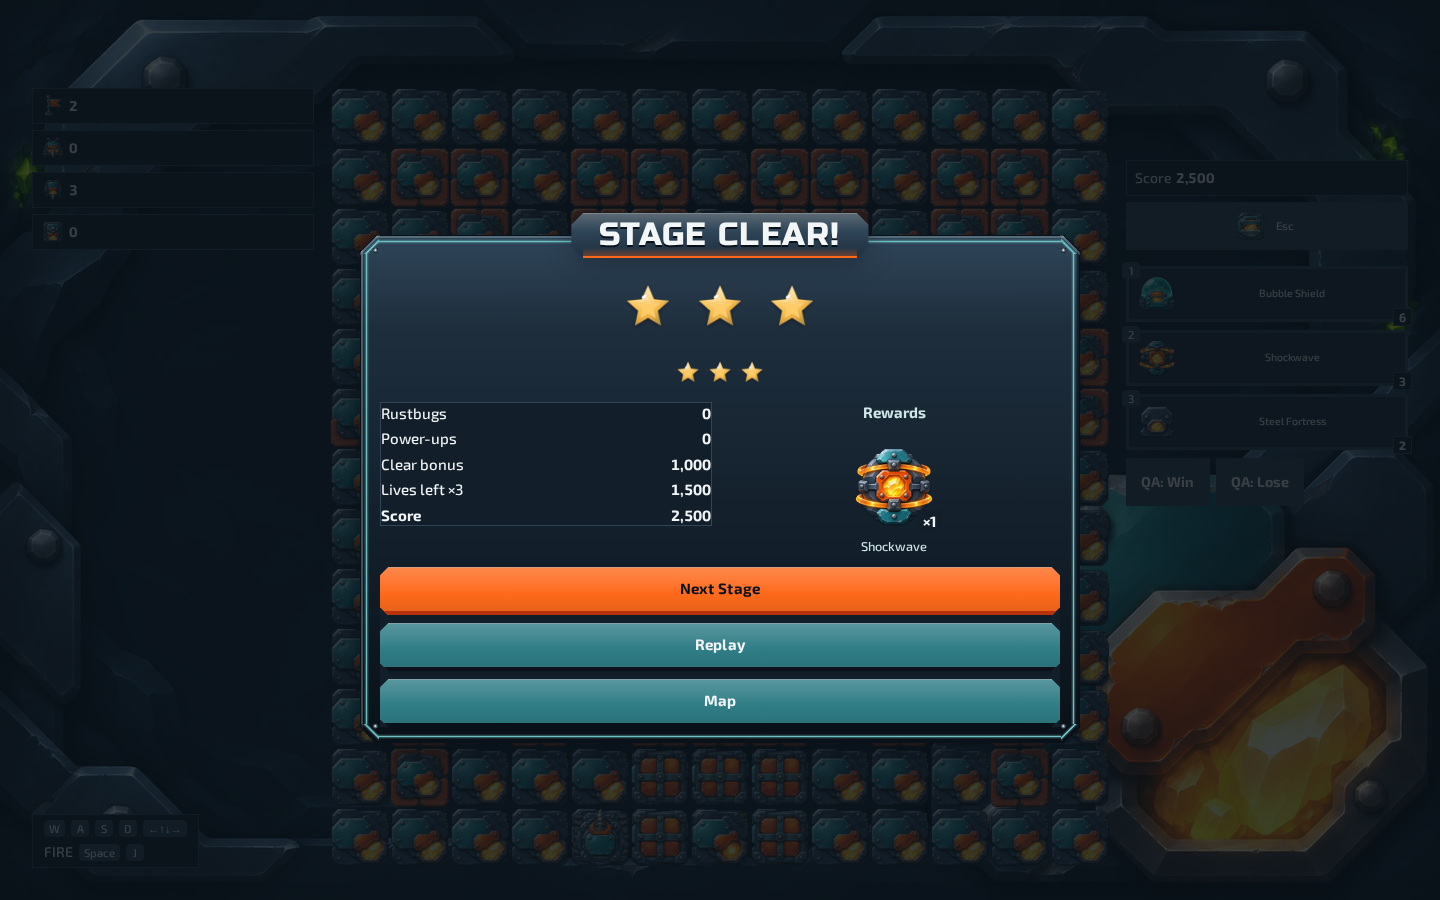 2
0
3
0
STAGE CLEAR!
Score 2,500
Esc
1
Bubble Shield
6
2
Shockwave
3
3
Steel Fortress
2
QA: Win QA: Lose
Rustbugs 0
Power-ups 0
Clear bonus 1,000
Lives left ×3 1,500
Score 2,500
Rewards
×1
Shockwave
Next Stage
Replay
Map
W A S D ←↑↓→
FIRE Space J